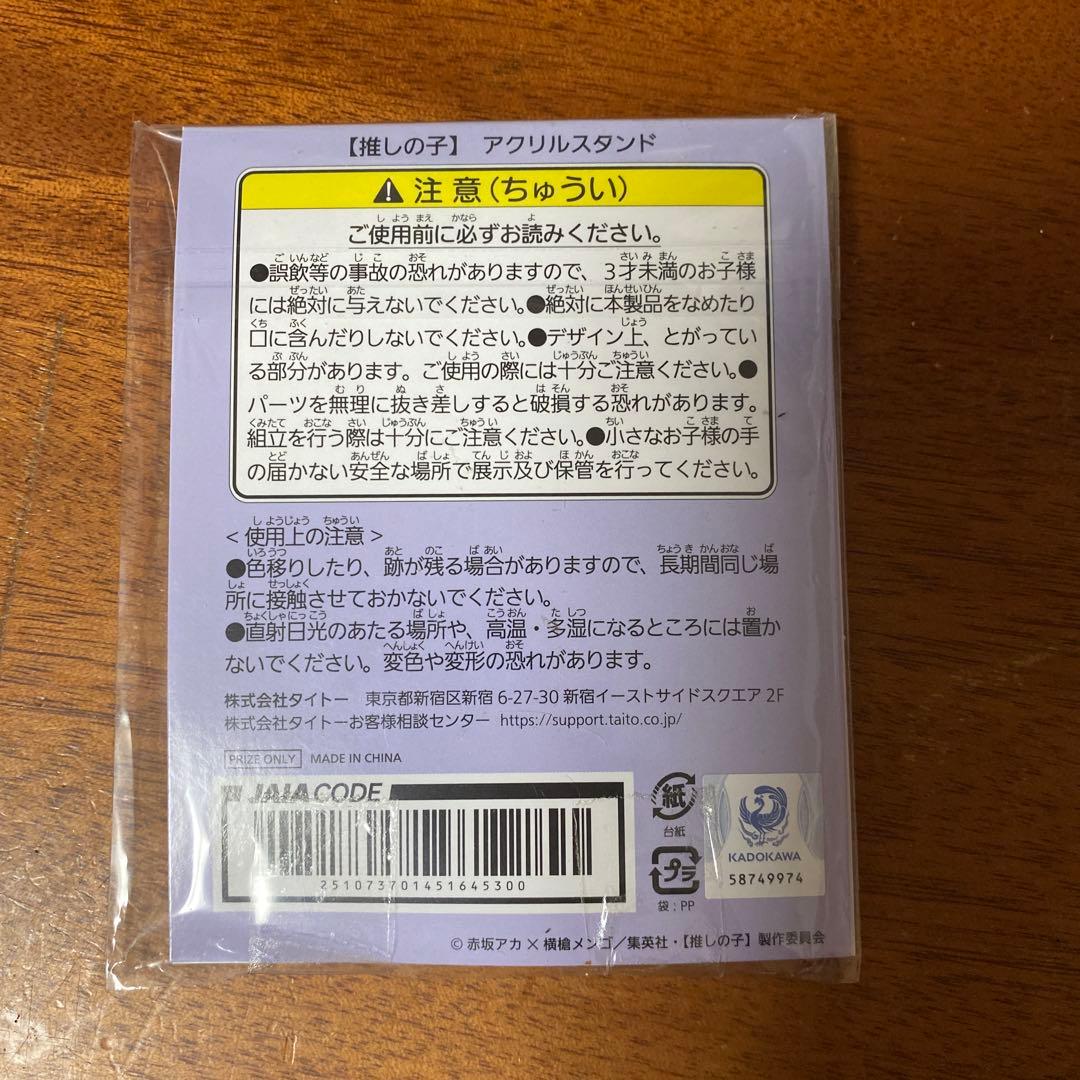 【推しの子】 アクリルスタンド
注意(ちゅうい)
ご使用前に必ずお読みください。
●誤飲等の事故の恐れがありますので、3才未満のお子様
には絶対に与えないでください。●絶対に本製品をなめたり
口に含んだりしないでください。●デザイン上、とがってい
る部分があります。ご使用の際には十分ご注意ください。●
パーツを無理に抜き差しすると破損する恐れがあります。
組立を行う際は十分にご注意ください。●小さなお子様の手
の届かない安全な場所で展示及び保管を行ってください。
<使用上の注意>
●色移りしたり、跡が残る場合がありますので、長期間同じ場
所に接触させておかないでください。
●直射日光のあたる場所や、高温・多湿になるところには置か
ないでください。変色や変形の恐れがあります。
株式会社タイトー 東京都新宿区新宿 6-27-30 新宿イーストサイドスクエア 2F
株式会社タイトーお客様相談センター https://support.taito.co.jp/
PRIZE ONLY MADE IN CHINA
JAIA CODE
251073701451645300
紙
台紙
プラ
袋:PP
KADOKAWA
58749974
© 赤坂アカ×横槍メンゴ/集英社・【推しの子】製作委員会